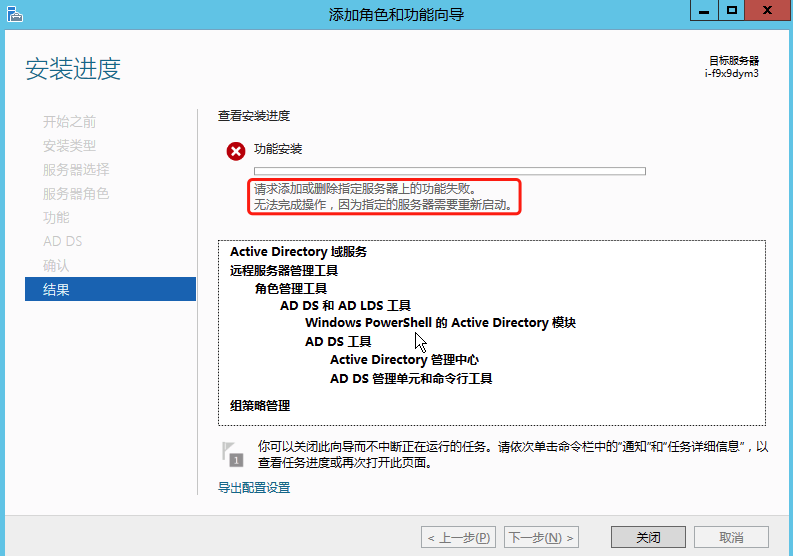 添加角色和功能向导
安装进度
目标服务器
i-f9x9dym3
开始之前
安装类型
服务器选择
服务器角色
功能
AD DS
确认
结果
查看安装进度
功能安装
请求添加或删除指定服务器上的功能失败。
无法完成操作，因为指定的服务器需要重新启动。
Active Directory 域服务
远程服务器管理工具
角色管理工具
AD DS 和 AD LDS 工具
Windows PowerShell 的 Active Directory 模块
AD DS 工具
Active Directory 管理中心
AD DS 管理单元和命令行工具
组策略管理
1
你可以关闭此向导而不中断正在运行的任务。请依次单击命令栏中的"通知"和"任务详细信息"，以
查看任务进度或再次打开此页面。
导出配置设置
< 上一步(P)
下一步(N) >
关闭
取消